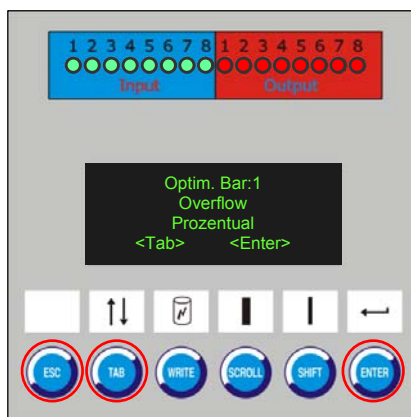 1 2 3 4 5 6 7 8 1 2 3 4 5 6 7 8
Input Output
Optim. Bar:1
Overflow
Prozentual
<Tab> <Enter>
ESC TAB WRITE SCROLL SHIFT ENTER